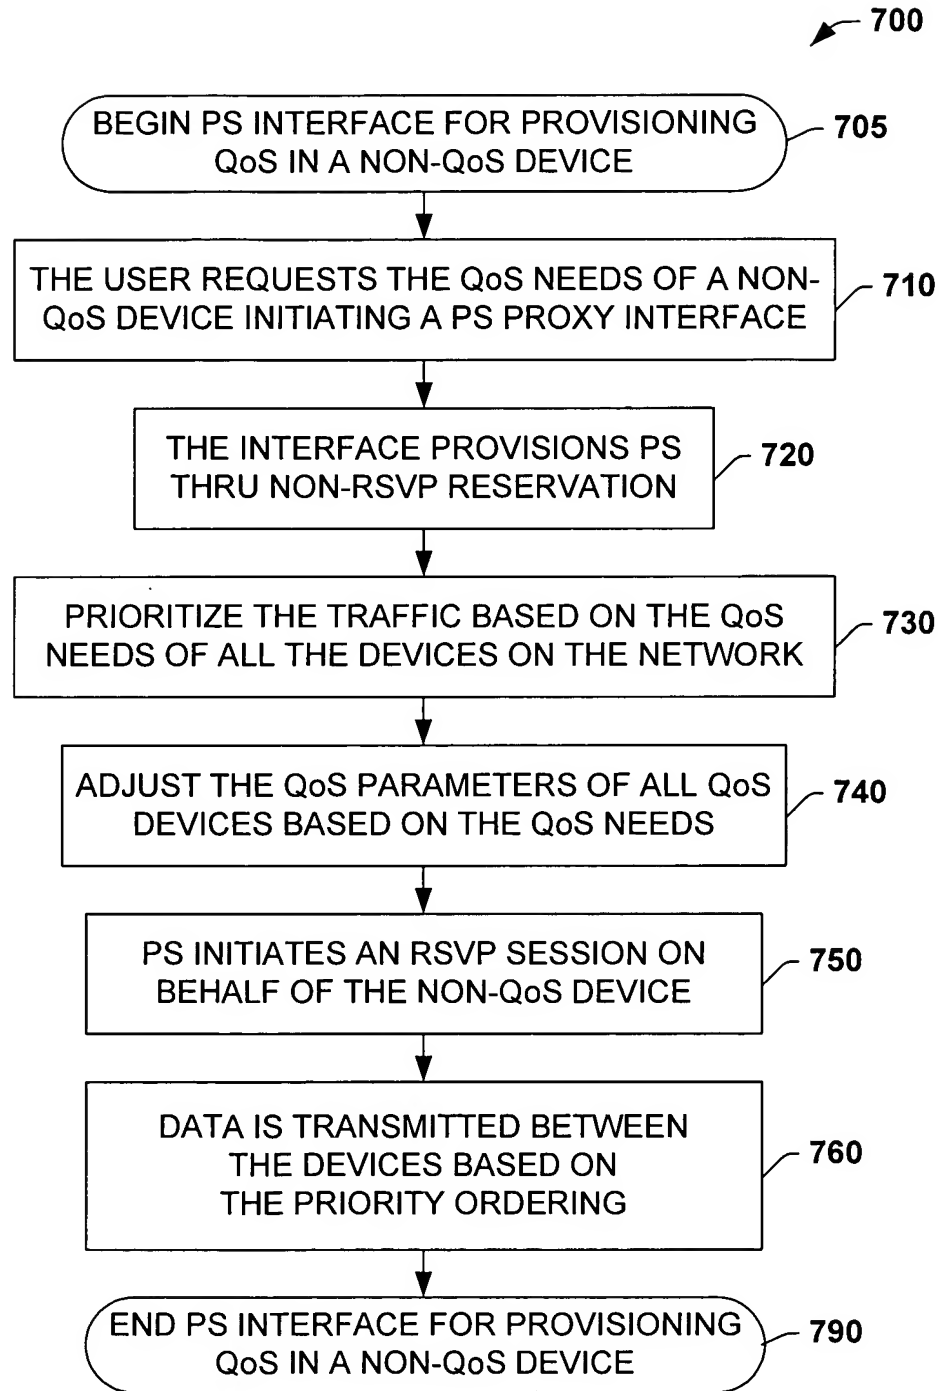 700
BEGIN PS INTERFACE FOR PROVISIONING
QoS IN A NON-QoS DEVICE
705
THE USER REQUESTS THE QoS NEEDS OF A NON-
QoS DEVICE INITIATING A PS PROXY INTERFACE
710
THE INTERFACE PROVISIONS PS
THRU NON-RSVP RESERVATION
720
PRIORITIZE THE TRAFFIC BASED ON THE QoS
NEEDS OF ALL THE DEVICES ON THE NETWORK
730
ADJUST THE QoS PARAMETERS OF ALL QoS
DEVICES BASED ON THE QoS NEEDS
740
PS INITIATES AN RSVP SESSION ON
BEHALF OF THE NON-QoS DEVICE
750
DATA IS TRANSMITTED BETWEEN
THE DEVICES BASED ON
THE PRIORITY ORDERING
760
END PS INTERFACE FOR PROVISIONING
QoS IN A NON-QoS DEVICE
790